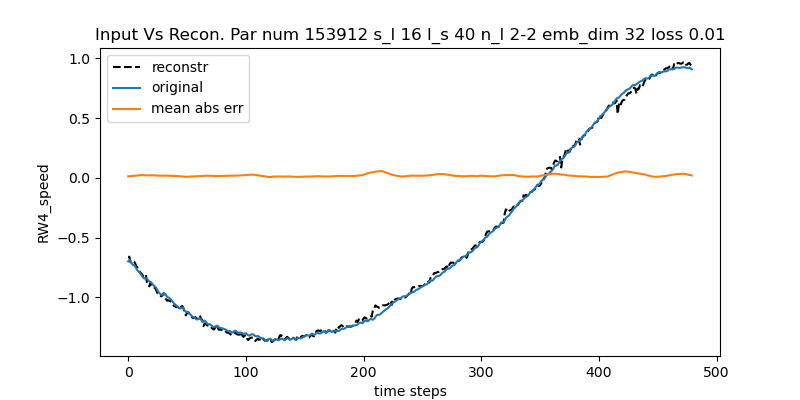 Input Vs Recon. Par num 153912 s_l 16 l_s 40 n_l 2-2 emb_dim 32 loss 0.01
reconstr
original
mean abs err
1.0
0.5
0.0
−0.5
−1.0
RW4_speed
0 100 200 300 400 500
time steps